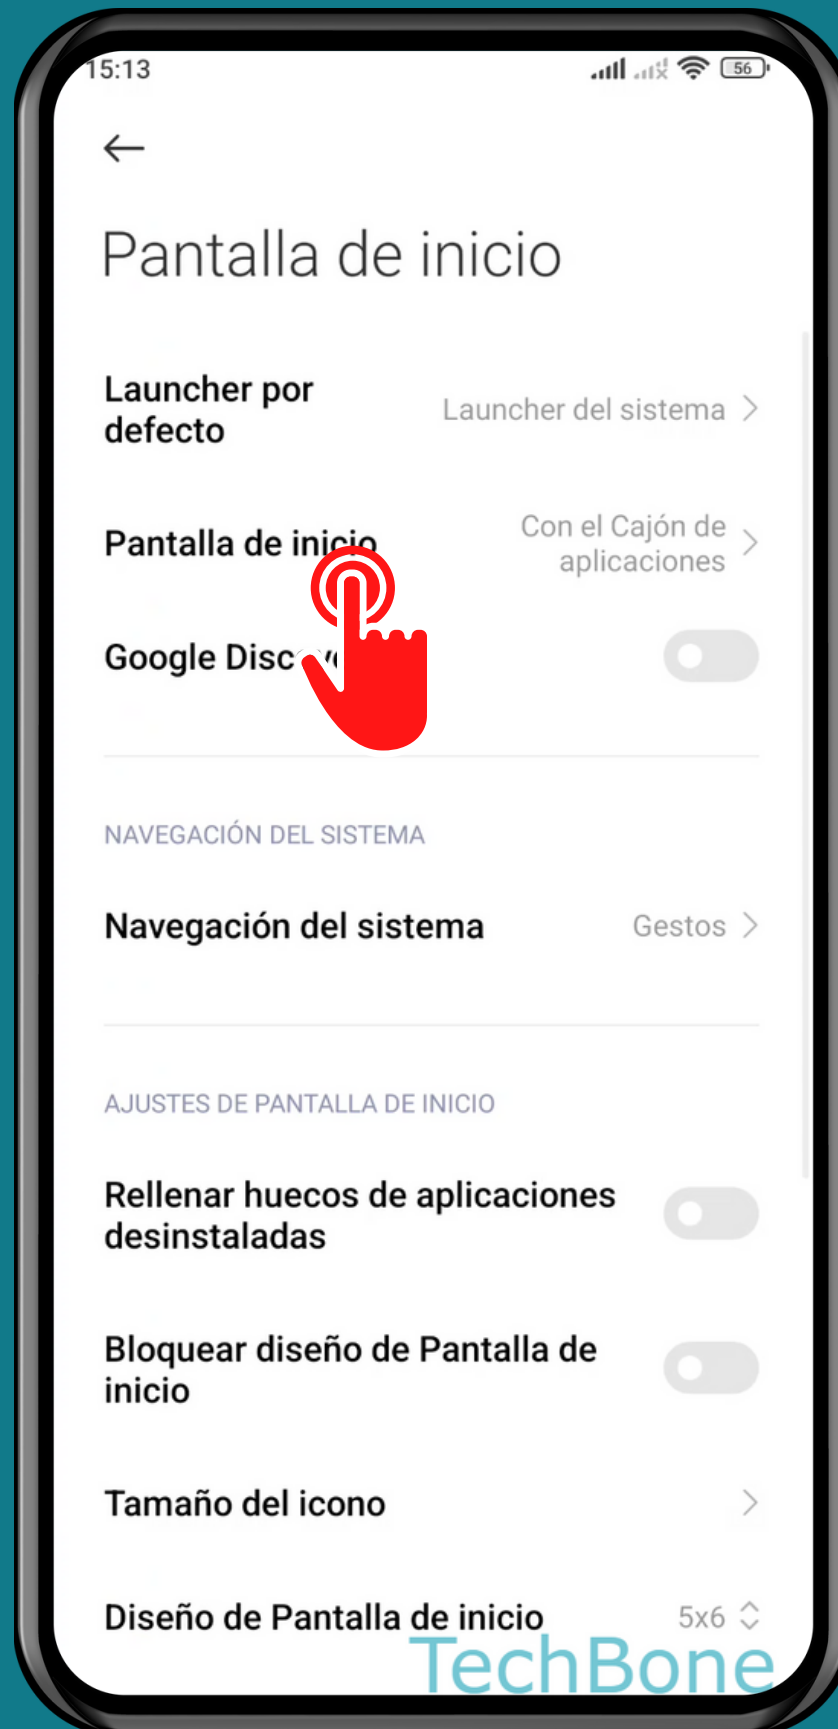 15:13
56
Pantalla de inicio
Launcher por
defecto
Launcher del sistema
Pantalla de inicio
Con el Cajón de
aplicaciones
Google
NAVEGACIÓN DEL SISTEMA
Navegación del sistema
Gestos
AJUSTES DE PANTALLA DE INICIO
Rellenar huecos de aplicaciones
desinstaladas
Bloquear diseño de Pantalla de
inicio
Tamaño del icono
Diseño de Pantalla de inicio
5x6
TechBone